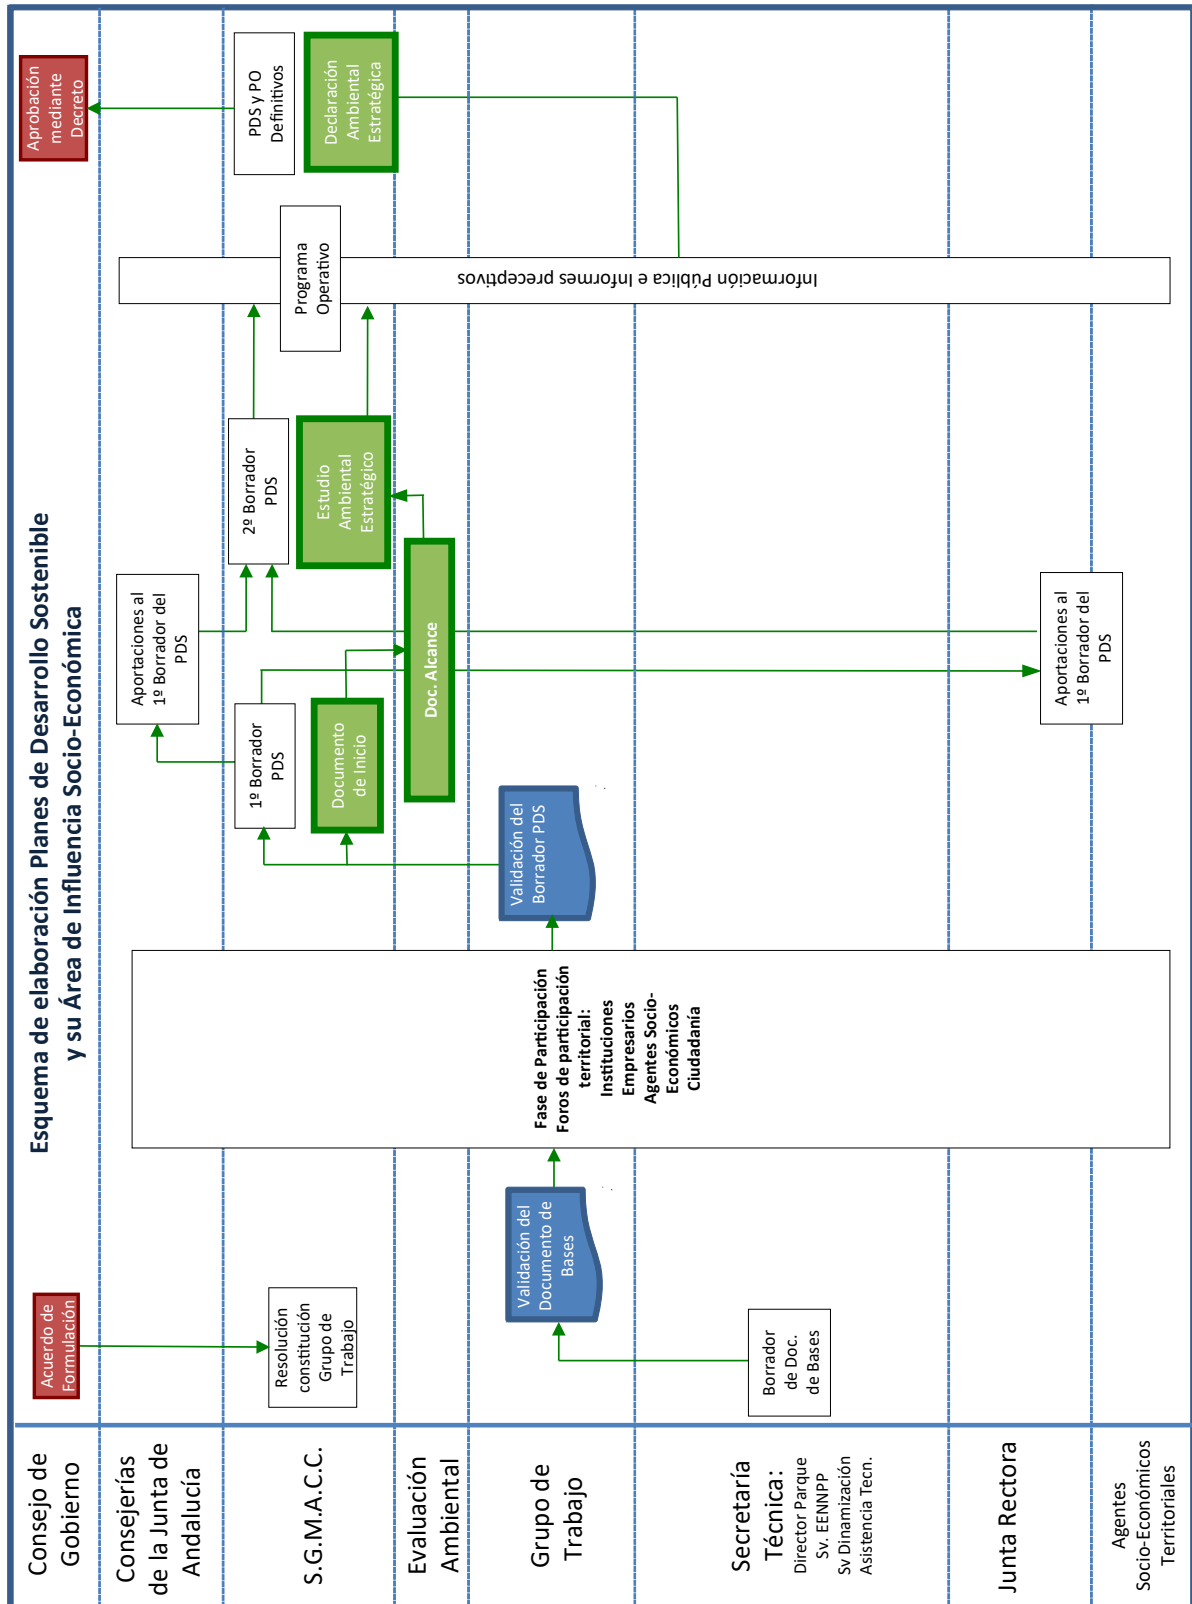 Esquema de elaboración Planes de Desarrollo Sostenible
y su Área de Influencia Socio-Económica
Consejo de
Gobierno
Acuerdo de
Formulación
Aprobación
mediante
Decreto
Consejerías
de la Junta de
Andalucía
Aportaciones al
1º Borrador del
PDS
S.G.M.A.C.C.
Resolución
constitución
Grupo de
Trabajo
1º Borrador
PDS
Documento
de Inicio
2º Borrador
PDS
Estudio
Ambiental
Estratégico
Programa
Operativo
PDS y PO
Definitivos
Declaración
Ambiental
Estratégica
Evaluación
Ambiental
Doc. Alcance
Grupo de
Trabajo
Validación del
Documento de
Bases
Fase de Participación
Foros de participación
territorial:
Instituciones
Empresarios
Agentes Socio-
Económicos
Ciudadanía
Validación del
Borrador PDS
Información Pública e Informes preceptivos
Secretaría
Técnica:
Director Parque
Sv. EENNPP
Sv Dinamización
Asistencia Tecn.
Borrador
de Doc.
de Bases
Junta Rectora
Aportaciones al
1º Borrador del
PDS
Agentes
Socio-Económicos
Territoriales